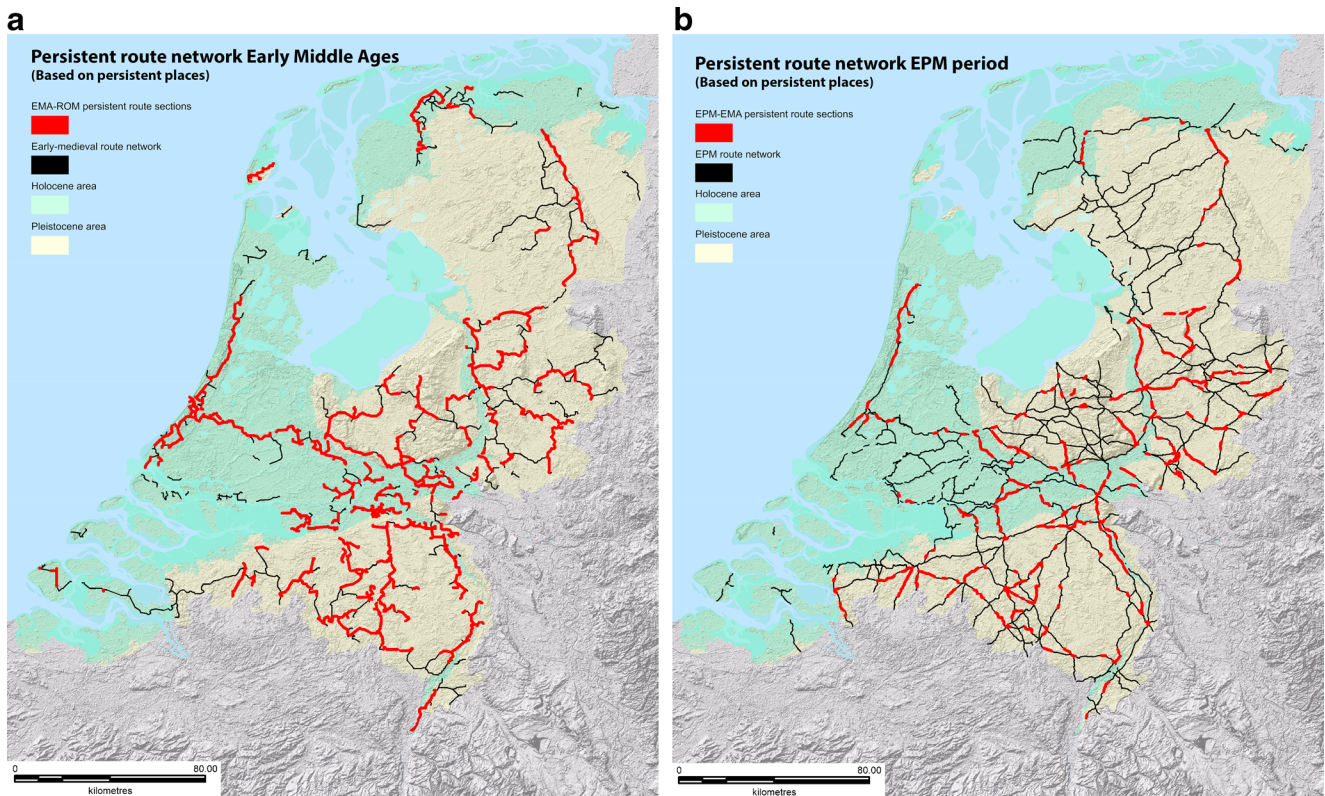 a
Persistent route network Early Middle Ages
(Based on persistent places)
EMA-ROM persistent route sections
Early-medieval route network
Holocene area
Pleistocene area
0 80.00
kilometres
b
Persistent route network EPM period
(Based on persistent places)
EPM-EMA persistent route sections
EPM route network
Holocene area
Pleistocene area
0 80.00
kilometres